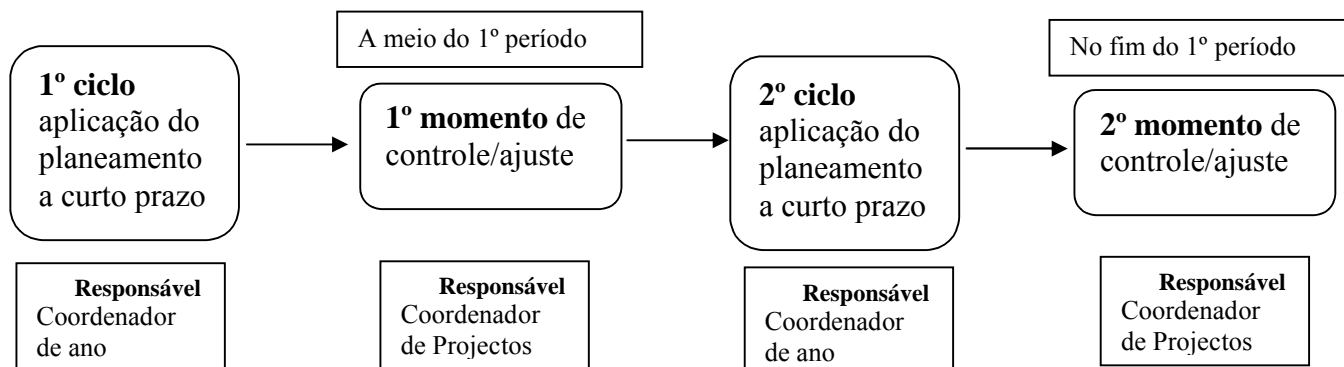 A meio do 1º período
No fim do 1º período
1º ciclo
aplicação do
planeamento
a curto prazo
1º momento de
controle/ajuste
2º ciclo
aplicação do
planeamento
a curto prazo
2º momento de
controle/ajuste
Responsável
Coordenador
de ano
Responsável
Coordenador
de Projectos
Responsável
Coordenador
de ano
Responsável
Coordenador
de Projectos